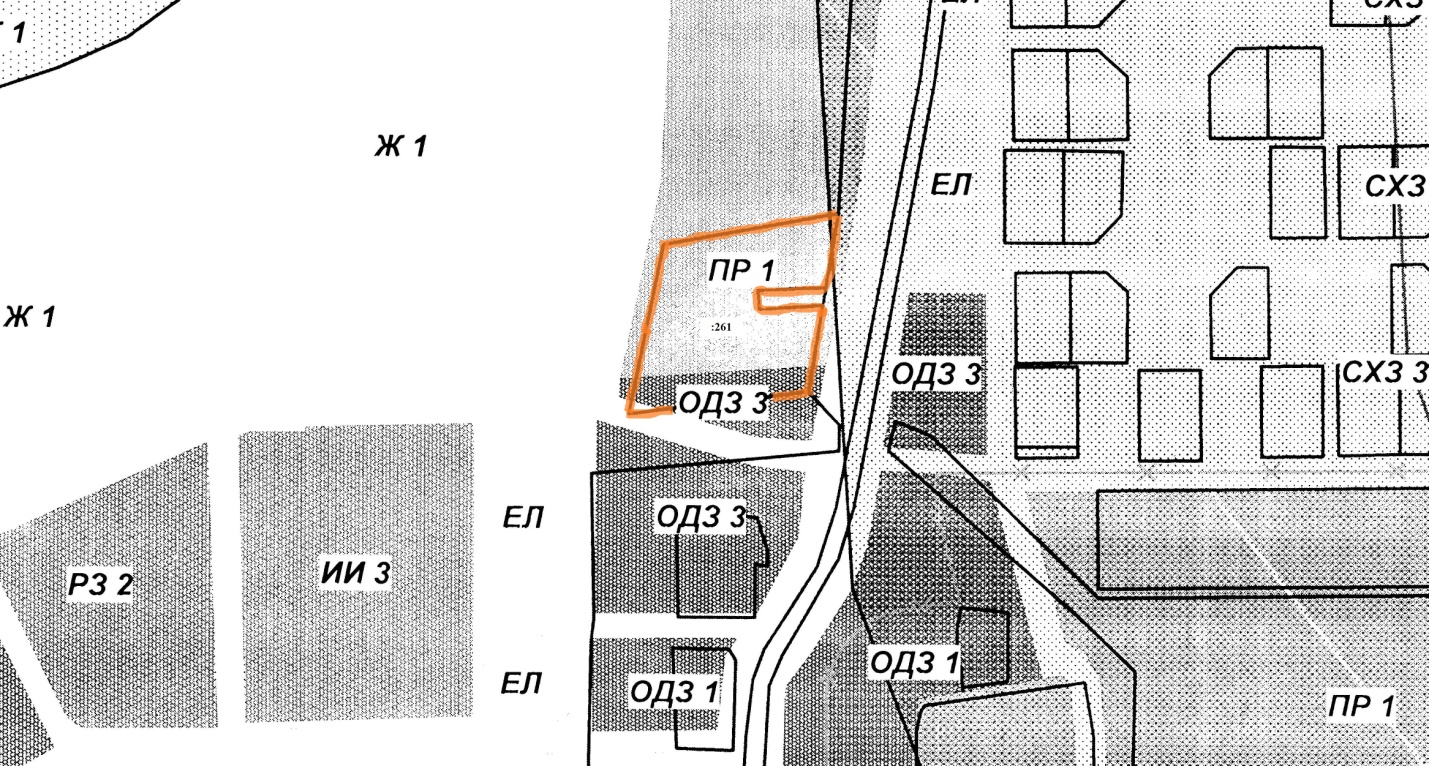 1
ЕЛ
СХЗ
Ж 1
ЕЛ
СХЗ
ПР 1
Ж 1
:261
ОДЗ 3
СХЗ 3
ОДЗ 3
ЕЛ
ОДЗ 3
РЗ 2
ИИ 3
ЕЛ
ОДЗ 1
ОДЗ 1
ПР 1